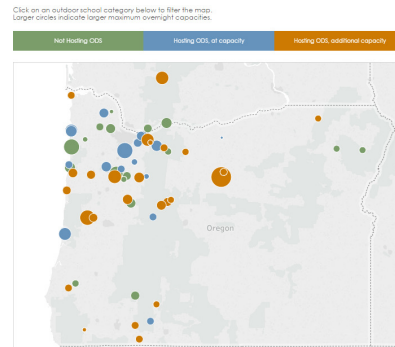 Click on an outdoor school category below to filter the map.
Larger circles indicate larger maximum overnight capacities.
Not Hosting ODS
Hosting ODS, at capacity
Hosting ODS, additional capacity
Oregon